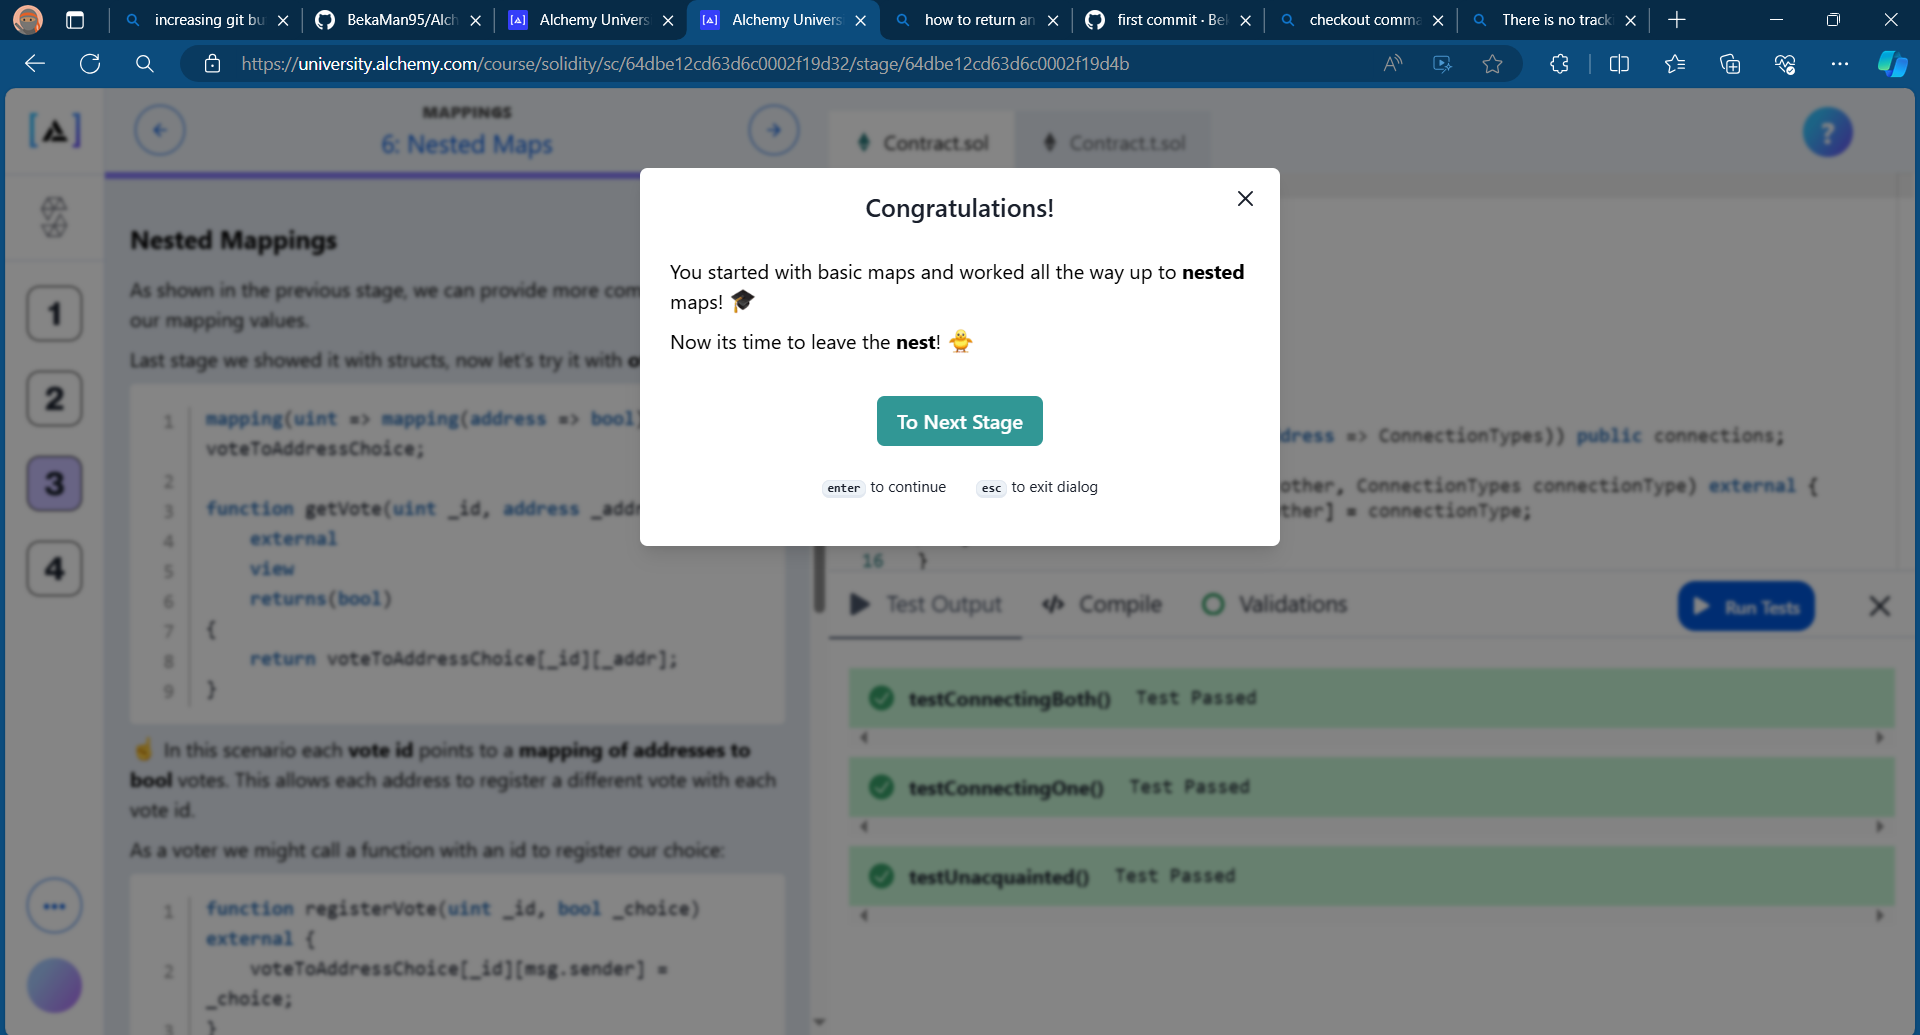 increasing git bu
BekaMan95/Alch
Alchemy Univers
Alchemy Univers
how to return an
first commit · Bek
checkout comma
There is no tracki
https://university.alchemy.com/course/solidity/sc/64dbe12cd63d6c0002f19d32/stage/64dbe12cd63d6c0002f19d4b
MAPPINGS
6: Nested Maps
Contract.sol
Contract.t.sol
?
1
2
3
4
Nested Mappings
As shown in the previous stage, we can provide more com
our mapping values.
Last stage we showed it with structs, now let's try it with
1 mapping(uint => mapping(address => bool)
voteToAddressChoice;
2
3 function getVote(uint _id, address _addr
4 external
5 view
6 returns(bool)
7 {
8 return voteToAddressChoice[_id][_addr];
9 }
☝️ In this scenario each vote id points to a mapping of addresses to
bool votes. This allows each address to register a different vote with each
vote id.
As a voter we might call a function with an id to register our choice:
1 function registerVote(uint _id, bool _choice)
external {
2 voteToAddressChoice[_id][msg.sender] =
_choice;
3 }
Congratulations!
You started with basic maps and worked all the way up to nested
maps! 🎓
Now its time to leave the nest! 🐥
To Next Stage
enter to continue
esc to exit dialog
dress => ConnectionTypes)) public connections;
other, ConnectionTypes connectionType) external {
ther] = connectionType;
16 }
Test Output
Compile
Validations
Run Tests
testConnectingBoth() Test Passed
testConnectingOne() Test Passed
testUnacquainted() Test Passed